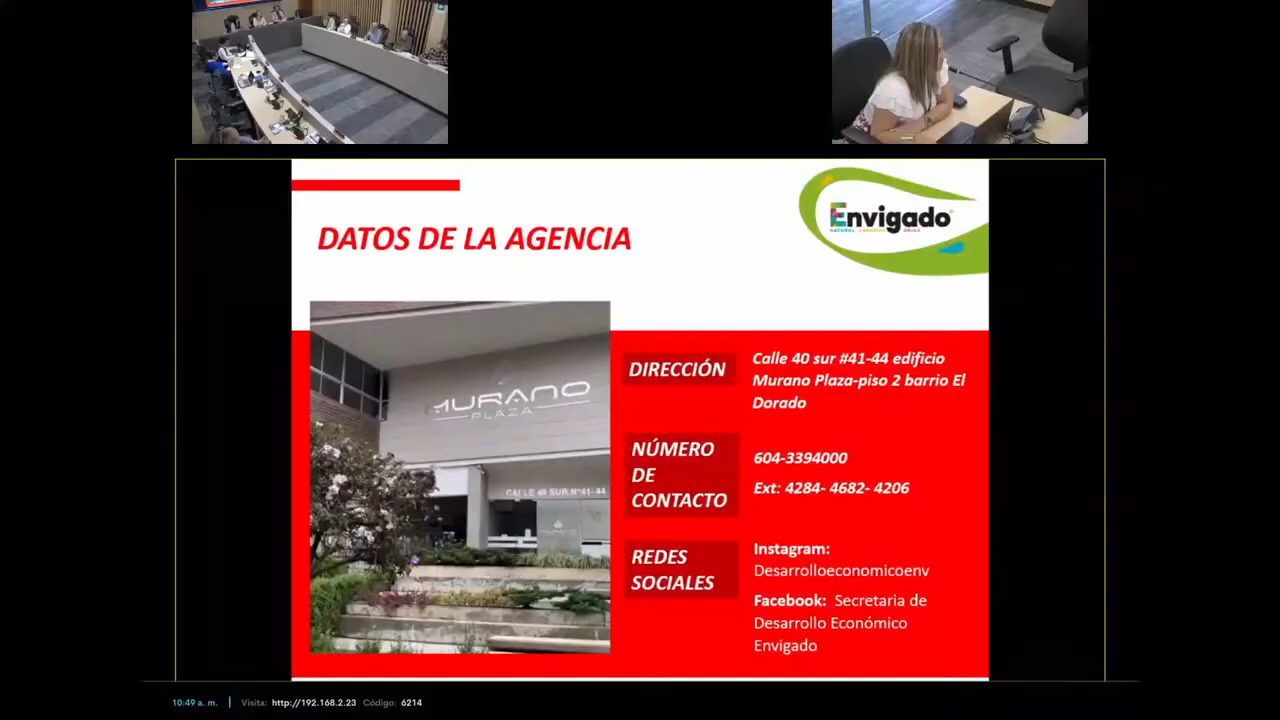 DATOS DE LA AGENCIA
Envigado
MURANO
PLAZA
CALLE 40 SUR Nº41-44
DIRECCIÓN
Calle 40 sur #41-44 edificio
Murano Plaza-piso 2 barrio El
Dorado
NÚMERO
DE
CONTACTO
604-3394000
Ext: 4284- 4682- 4206
REDES
SOCIALES
Instagram:
Desarrolloeconomicoenv
Facebook: Secretaria de
Desarrollo Económico
Envigado
10:49 a. m. | Visita: http://192.168.2.23 Código: 6214